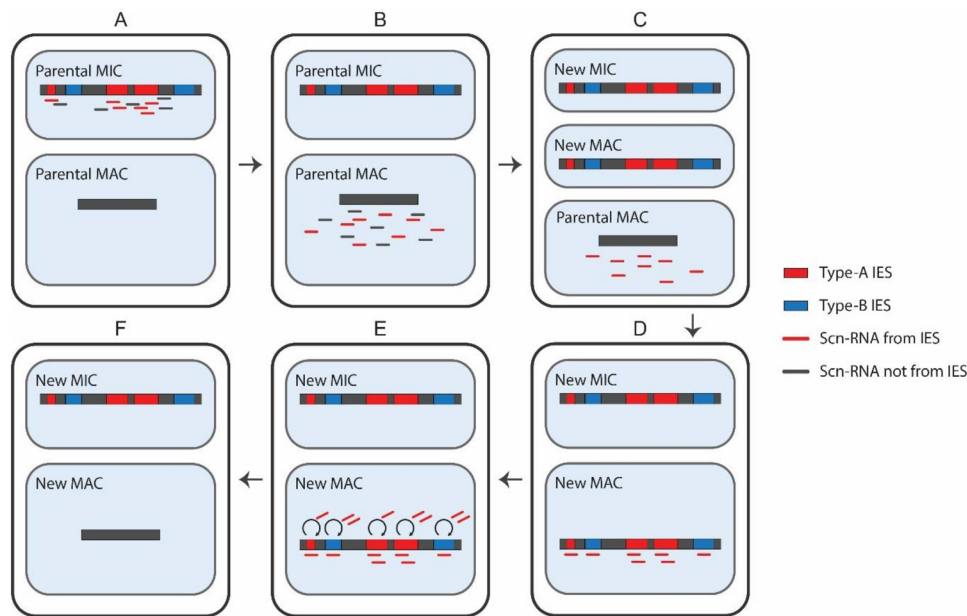 A
Parental MIC
Parental MAC
B
Parental MIC
Parental MAC
C
New MIC
New MAC
Parental MAC
Type-A IES
Type-B IES
Scn-RNA from IES
Scn-RNA not from IES
F
New MIC
New MAC
E
New MIC
New MAC
D
New MIC
New MAC